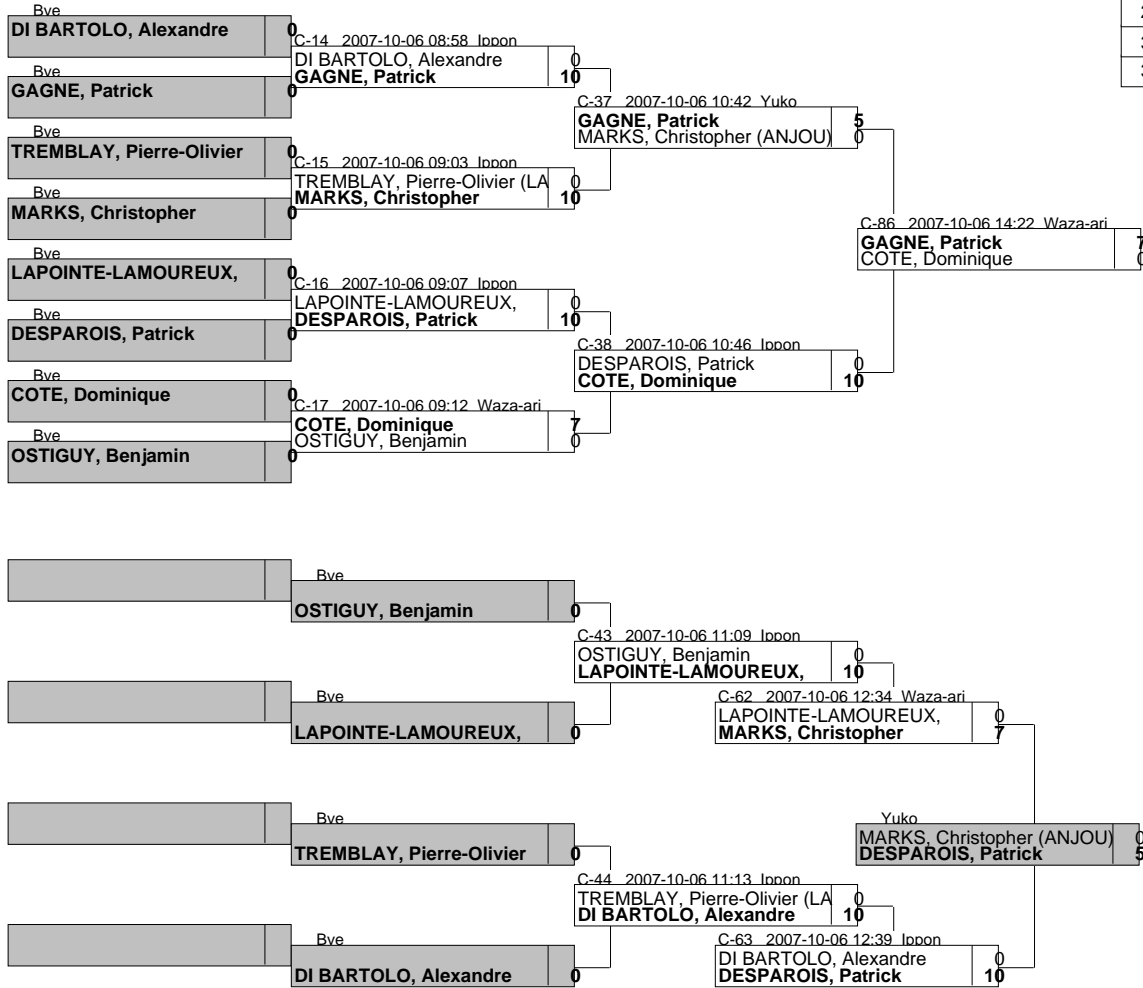 Bye
DI BARTOLO, Alexandre 0
Bye
GAGNE, Patrick 0
Bye
TREMBLAY, Pierre-Olivier 0
Bye
MARKS, Christopher 0
Bye
LAPOINTE-LAMOUREUX, 0
Bye
DESPAROIS, Patrick 0
Bye
COTE, Dominique 0
Bye
OSTIGUY, Benjamin 0
C-14 2007-10-06 08:58 Ippon
DI BARTOLO, Alexandre 0
GAGNE, Patrick 10
C-15 2007-10-06 09:03 Ippon
TREMBLAY, Pierre-Olivier (LA 0
MARKS, Christopher 10
C-16 2007-10-06 09:07 Ippon
LAPOINTE-LAMOUREUX, 0
DESPAROIS, Patrick 10
C-17 2007-10-06 09:12 Waza-ari
COTE, Dominique 7
OSTIGUY, Benjamin 0
C-37 2007-10-06 10:42 Yuko
GAGNE, Patrick 5
MARKS, Christopher (ANJOU) 0
C-38 2007-10-06 10:46 Ippon
DESPAROIS, Patrick 0
COTE, Dominique 10
C-86 2007-10-06 14:22 Waza-ari
GAGNE, Patrick 7
COTE, Dominique 0
Bye
OSTIGUY, Benjamin 0
Bye
LAPOINTE-LAMOUREUX, 0
Bye
TREMBLAY, Pierre-Olivier 0
Bye
DI BARTOLO, Alexandre 0
C-43 2007-10-06 11:09 Ippon
OSTIGUY, Benjamin 0
LAPOINTE-LAMOUREUX, 10
C-44 2007-10-06 11:13 Ippon
TREMBLAY, Pierre-Olivier (LA 0
DI BARTOLO, Alexandre 10
C-62 2007-10-06 12:34 Waza-ari
LAPOINTE-LAMOUREUX, 0
MARKS, Christopher 7
C-63 2007-10-06 12:39 Ippon
DI BARTOLO, Alexandre 0
DESPAROIS, Patrick 10
Yuko
MARKS, Christopher (ANJOU) 0
DESPAROIS, Patrick 5